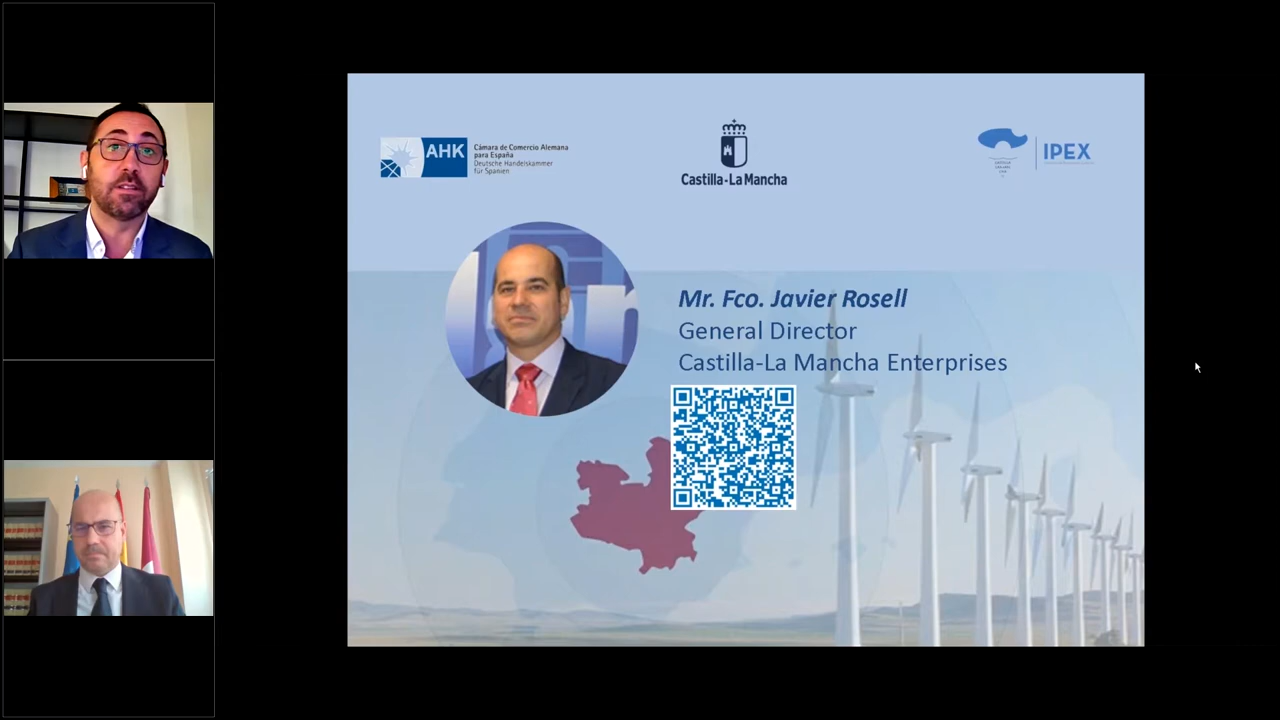 AHK
Cámara de Comercio Alemana
para España
Deutsche Handelskammer
für Spanien
Castilla-La Mancha
IPEX
Mr. Fco. Javier Rosell
General Director
Castilla-La Mancha Enterprises